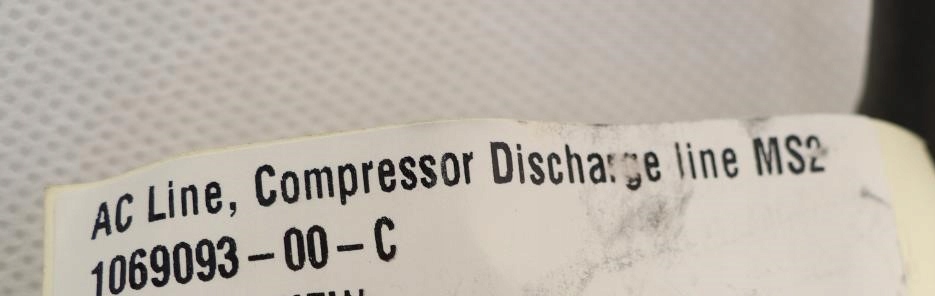 AC Line, Compressor Discharge line MS2
1069093-00-C